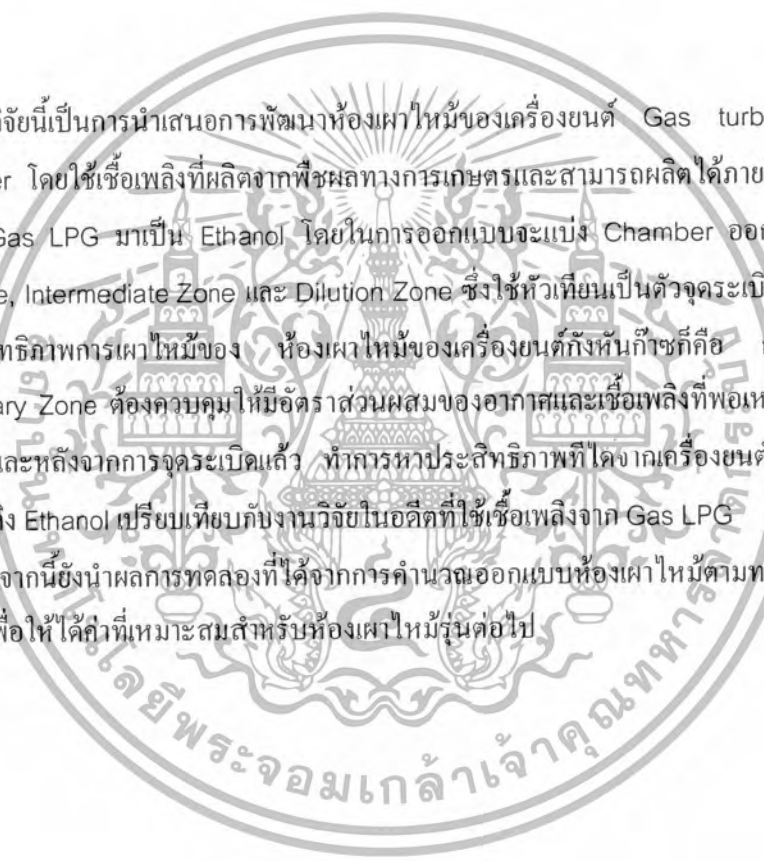 วิจัยนี้เป็นการนำเสนอการพัฒนาห้องเผาไหม้ของเครื่องยนต์ Gas turb
er โดยใช้เชื้อเพลิงที่ผลิตจากพืชผลทางการเกษตรและสามารถผลิตได้ภาย
Gas LPG มาเป็น Ethanol โดยในการออกแบบจะแบ่ง Chamber ออก
e, Intermediate Zone และ Dilution Zone ซึ่งใช้หัวเทียนเป็นตัวจุดระเบิ
ทธิภาพการเผาไหม้ของ ห้องเผาไหม้ของเครื่องยนต์กังหันก๊าซก็คือ ก
ary Zone ต้องควบคุมให้มีอัตราส่วนผสมของอากาศและเชื้อเพลิงที่พอเห
และหลังจากการจุดระเบิดแล้ว ทำการหาประสิทธิภาพที่ได้จากเครื่องยนต์
ลิง Ethanol เปรียบเทียบกับงานวิจัยในอดีตที่ใช้เชื้อเพลิงจาก Gas LPG
จากนี้ยังนำผลการทดลองที่ได้จากการคำนวณออกแบบห้องเผาไหม้ตามท
พื่อให้ได้ค่าที่เหมาะสมสำหรับห้องเผาไหม้รุ่นต่อไป
โลยีพระจอมเกล้าเจ้าคุณทหารลาดกระ